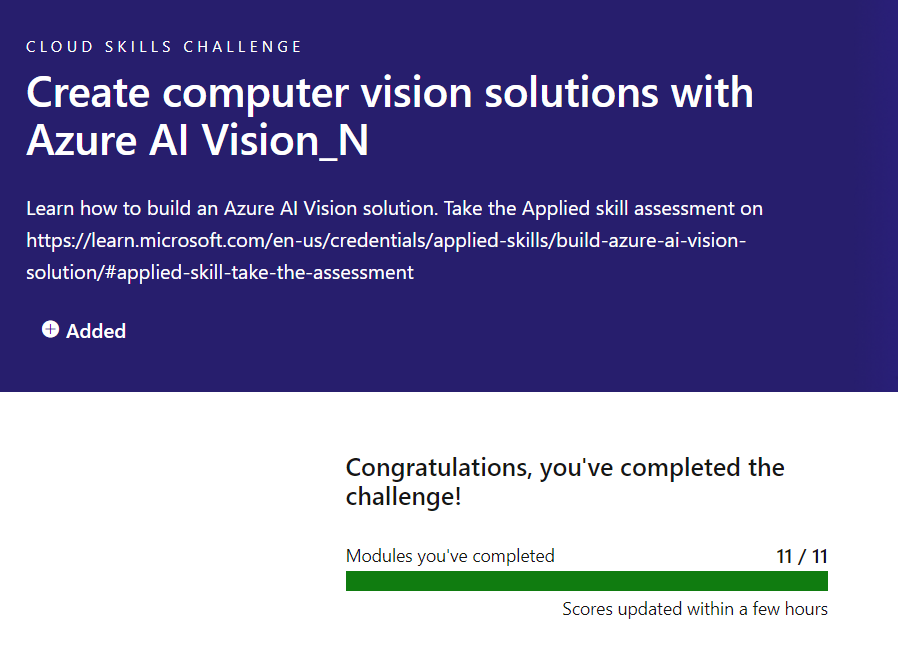 CLOUD SKILLS CHALLENGE
Create computer vision solutions with
Azure AI Vision_N
Learn how to build an Azure AI Vision solution. Take the Applied skill assessment on
https://learn.microsoft.com/en-us/credentials/applied-skills/build-azure-ai-vision-
solution/#applied-skill-take-the-assessment
Added
Congratulations, you've completed the
challenge!
Modules you've completed 11 / 11
Scores updated within a few hours